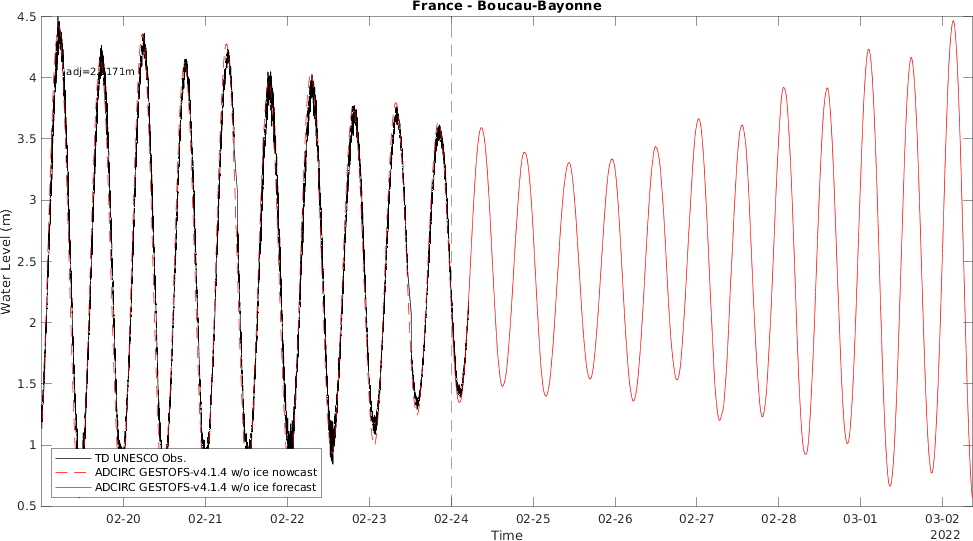 France - Boucau-Bayonne
4.5
4
3.5
3
2.5
2
1.5
1
0.5
Water Level (m)
TD UNESCO Obs.
ADCIRC GESTOFS-v4.1.4 w/o ice nowcast
ADCIRC GESTOFS-v4.1.4 w/o ice forecast
02-20 02-21 02-22 02-23 02-24 02-25 02-26 02-27 02-28 03-01 03-02
Time
2022